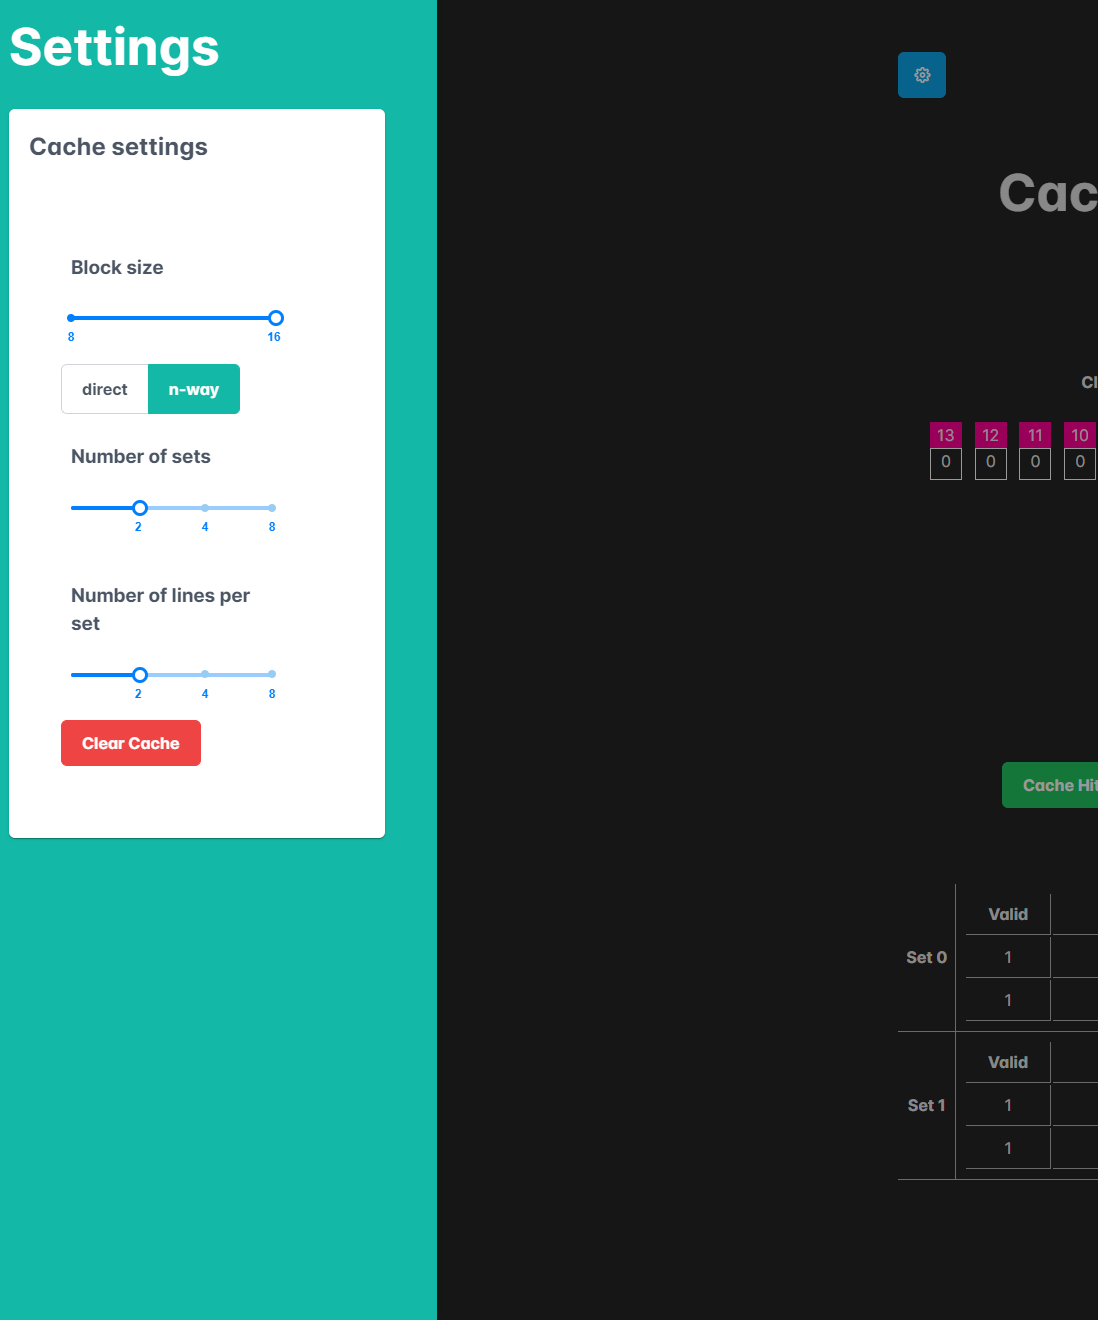 Settings
Cache settings
Block size
8 16
direct n-way
Number of sets
2 4 8
Number of lines per
set
2 4 8
Clear Cache
Cac
Cl
13 12 11 10
0 0 0 0
Cache Hit
Valid
Set 0
1
1
Valid
Set 1
1
1